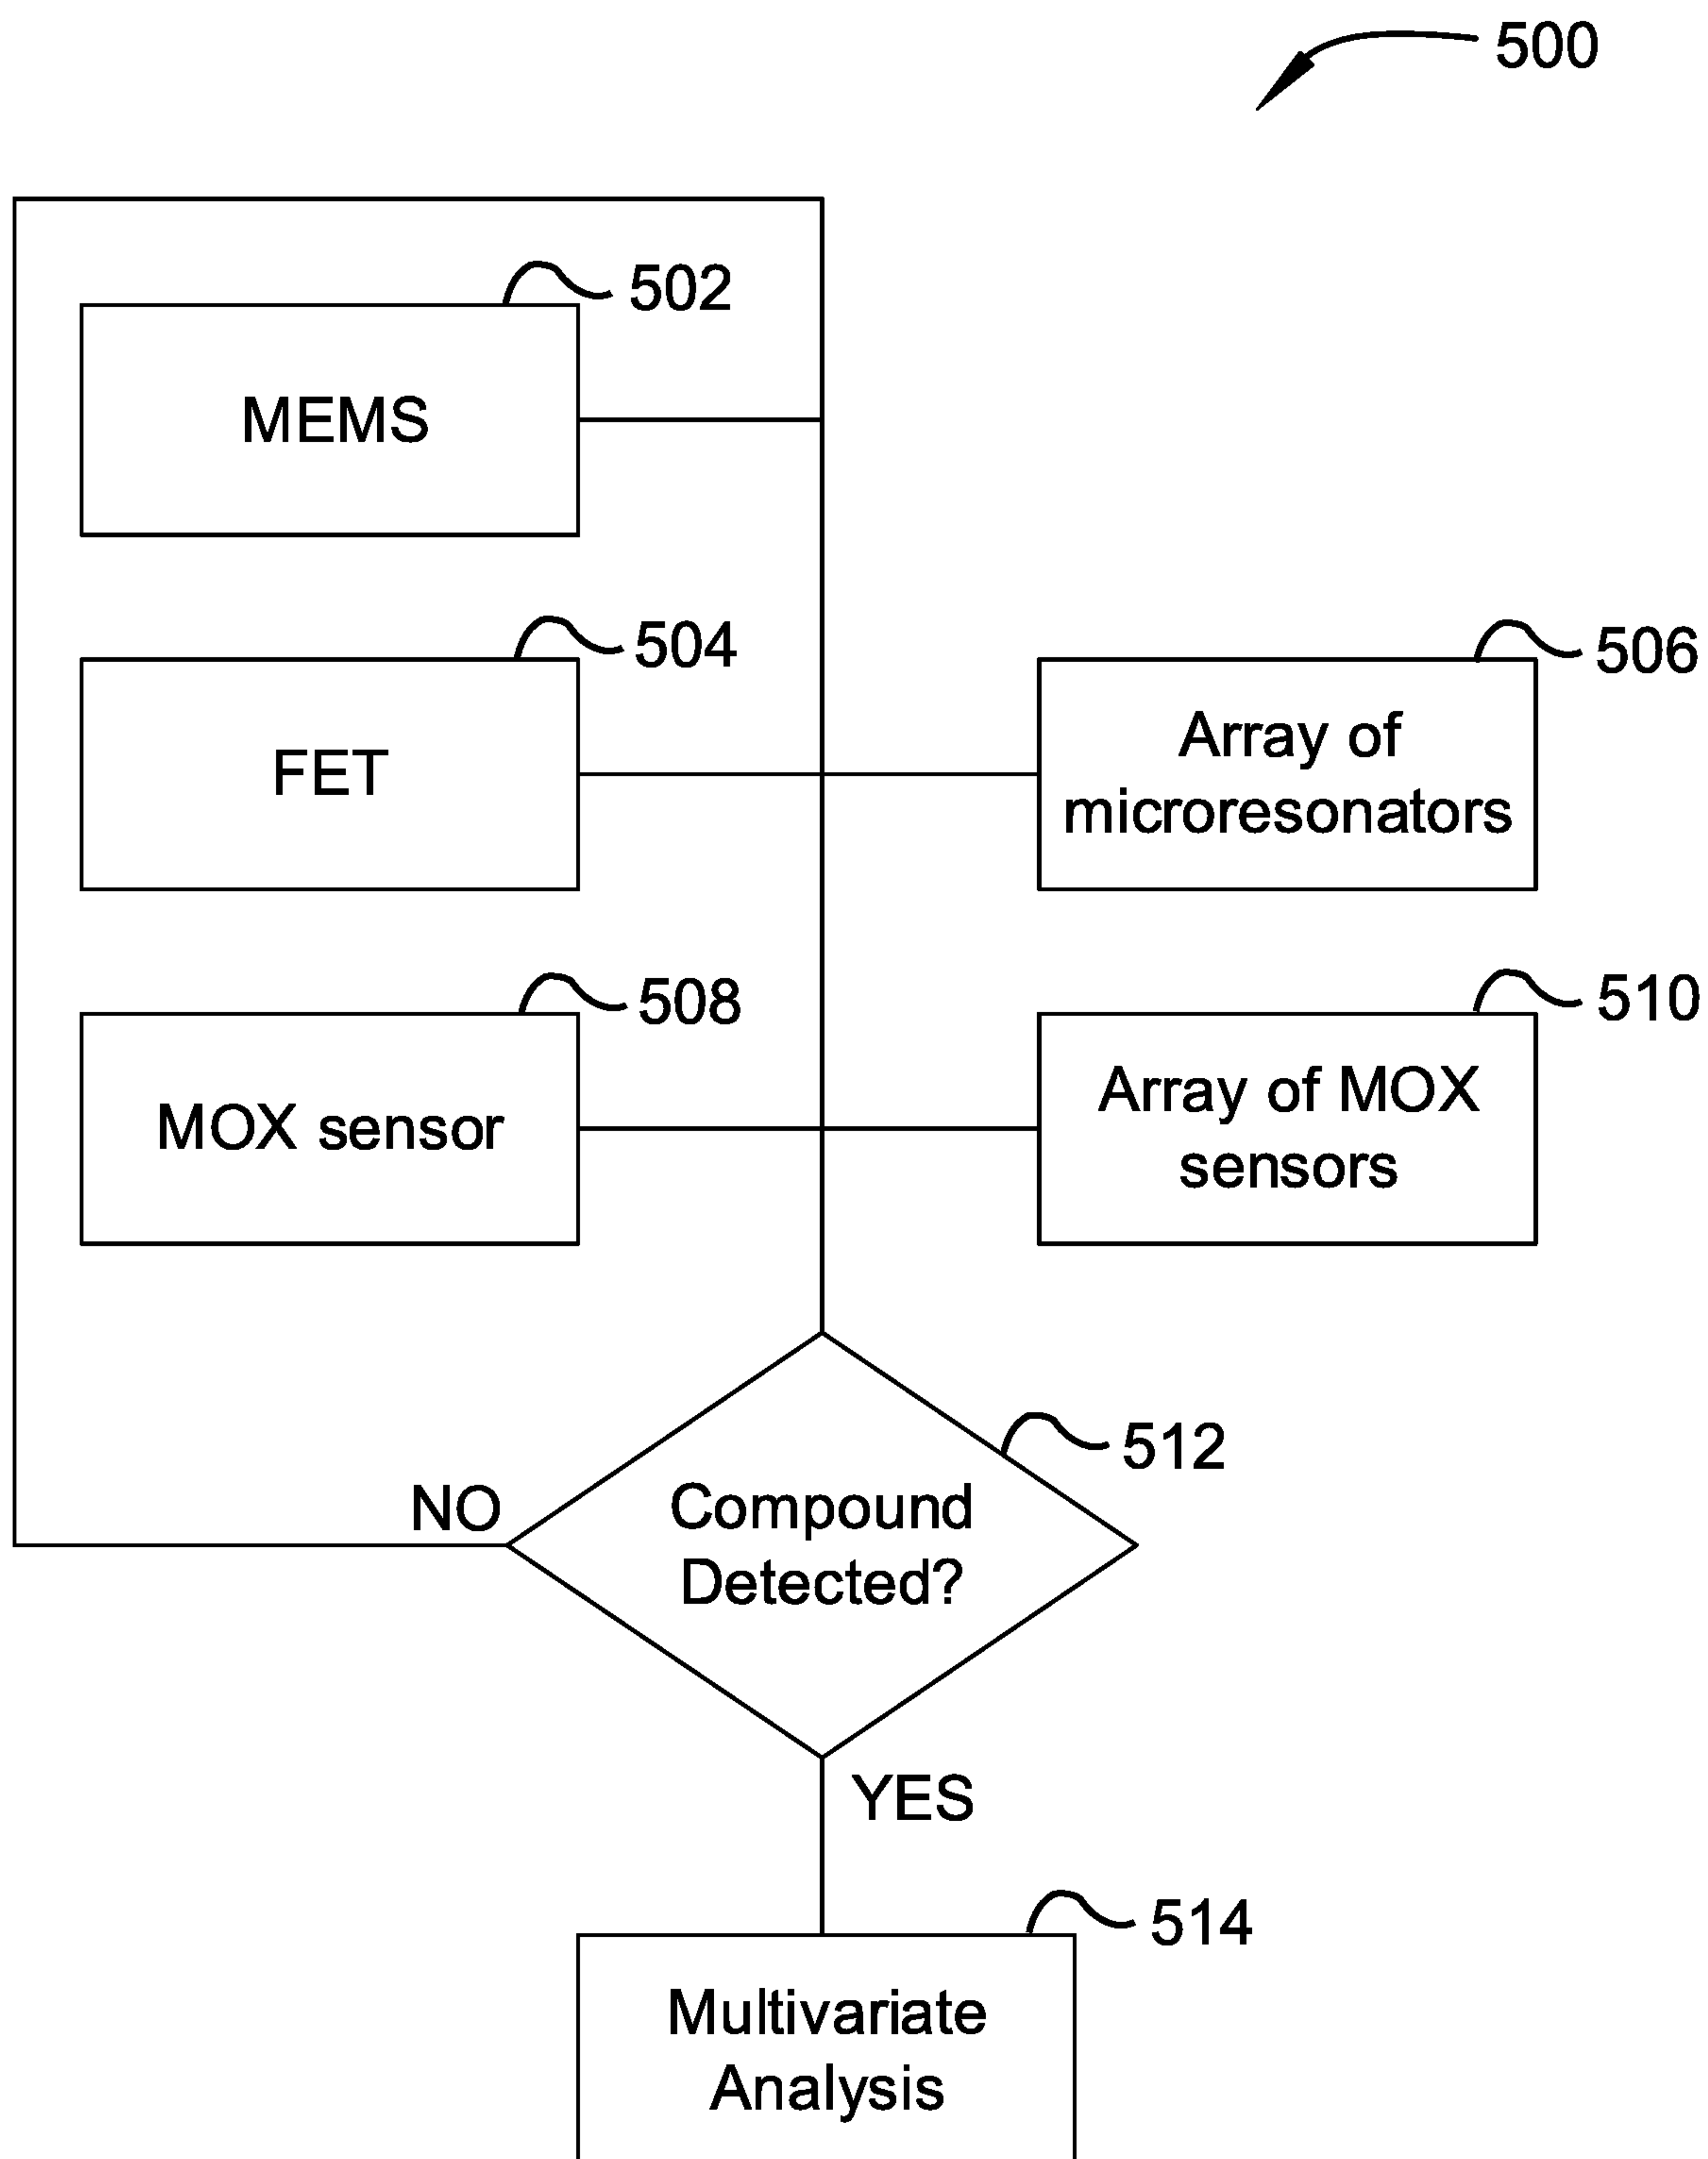 500
502
MEMS
504
FET
506
Array of
microresonators
508
MOX sensor
510
Array of MOX
sensors
512
NO
Compound
Detected?
YES
514
Multivariate
Analysis